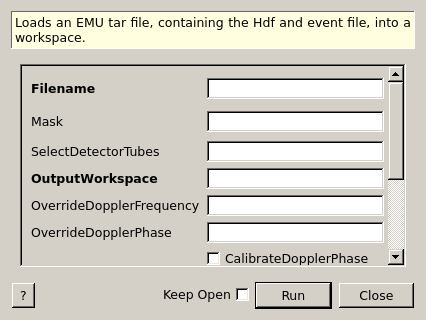 Loads an EMU tar file, containing the Hdf and event file, into a
workspace.
Filename
Mask
SelectDetectorTubes
OutputWorkspace
OverrideDopplerFrequency
OverrideDopplerPhase
CalibrateDopplerPhase
? Keep Open Run Close